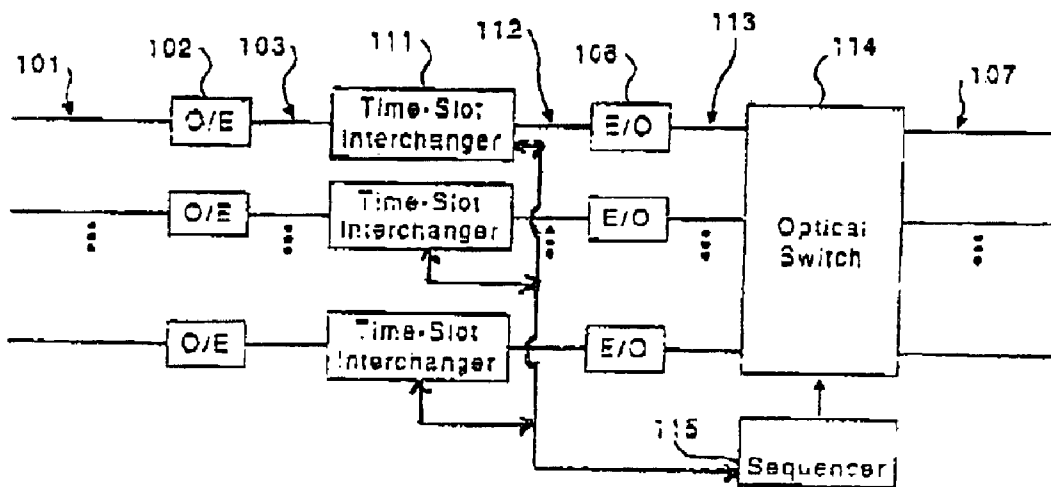 101
102
103
111
112
106
113
114
107
O/E
Time-Slot
Interchanger
E/O
O/E
Time-Slot
Interchanger
E/O
Optical
Switch
O/E
Time-Slot
Interchanger
E/O
115
Sequencer